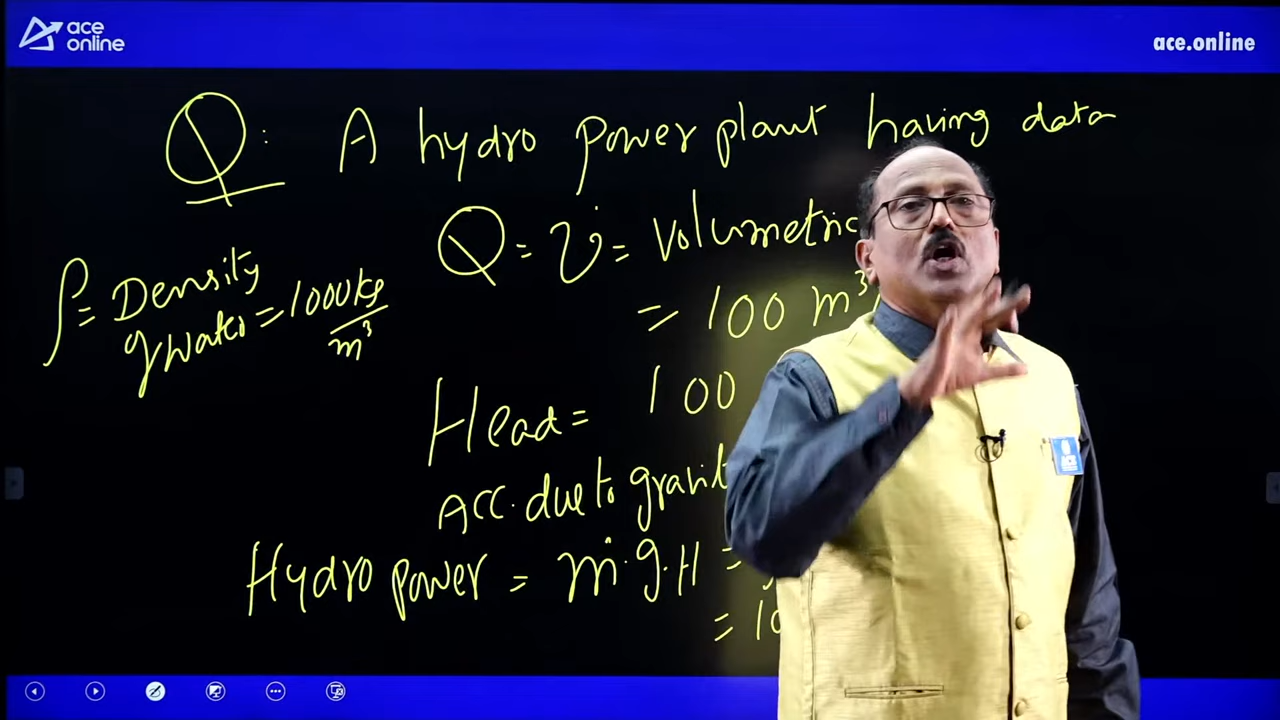 ace online
ace.online
Q: A hydro power plant having data
Q = V̇ = Volumetric
= 100 m³/
ρ = Density
of water = 1000 kg/m³
Head = 100
Acc. due to gravit
Hydro power = ṁ.g.H =
= 10
ACE